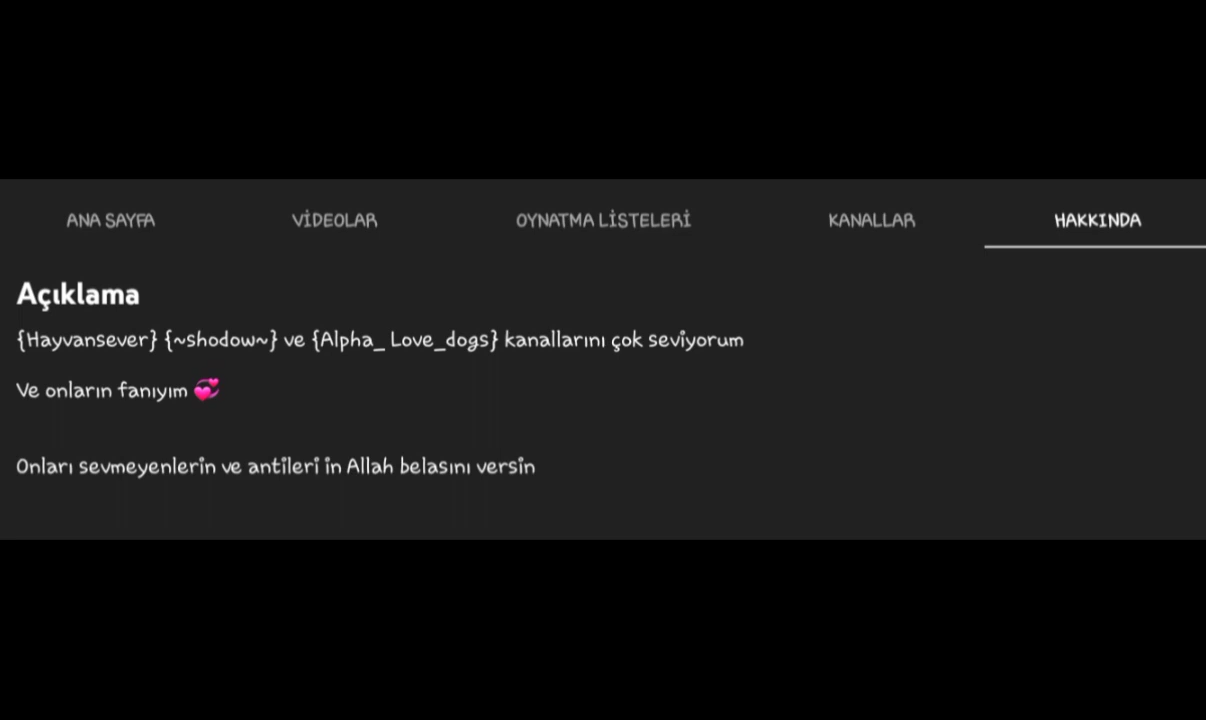 ANA SAYFA VİDEOLAR OYNATMA LİSTELERİ KANALLAR HAKKINDA
Açıklama
{Hayvansever} {~shodow~} ve {Alpha_ Love_dogs} kanallarını çok seviyorum
Ve onların fanıyım 💞
Onları sevmeyenlerin ve antileri in Allah belasını versin